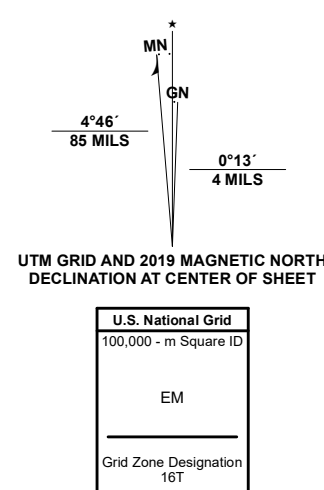 ★
MN
GN
4°46´
85 MILS
0°13´
4 MILS
UTM GRID AND 2019 MAGNETIC NORTH
DECLINATION AT CENTER OF SHEET
U.S. National Grid
100,000 - m Square ID
EM
Grid Zone Designation
16T